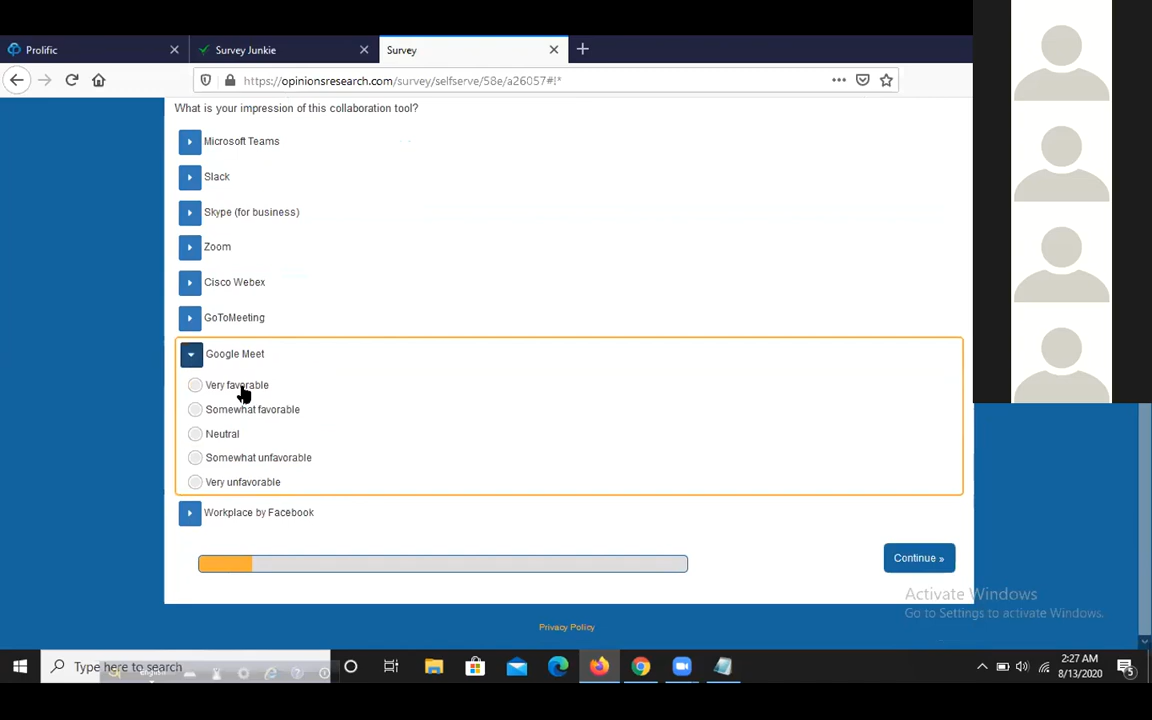 Prolific
Survey Junkie
Survey
https://opinionsresearch.com/survey/selfserve/58e/a26057#!*
What is your impression of this collaboration tool?
Microsoft Teams
Slack
Skype (for business)
Zoom
Cisco Webex
GoToMeeting
Google Meet
Very favorable
Somewhat favorable
Neutral
Somewhat unfavorable
Very unfavorable
Workplace by Facebook
Continue »
Activate Windows
Go to Settings to activate Windows.
Privacy Policy
Type here to search
English
2:27 AM
8/13/2020
5